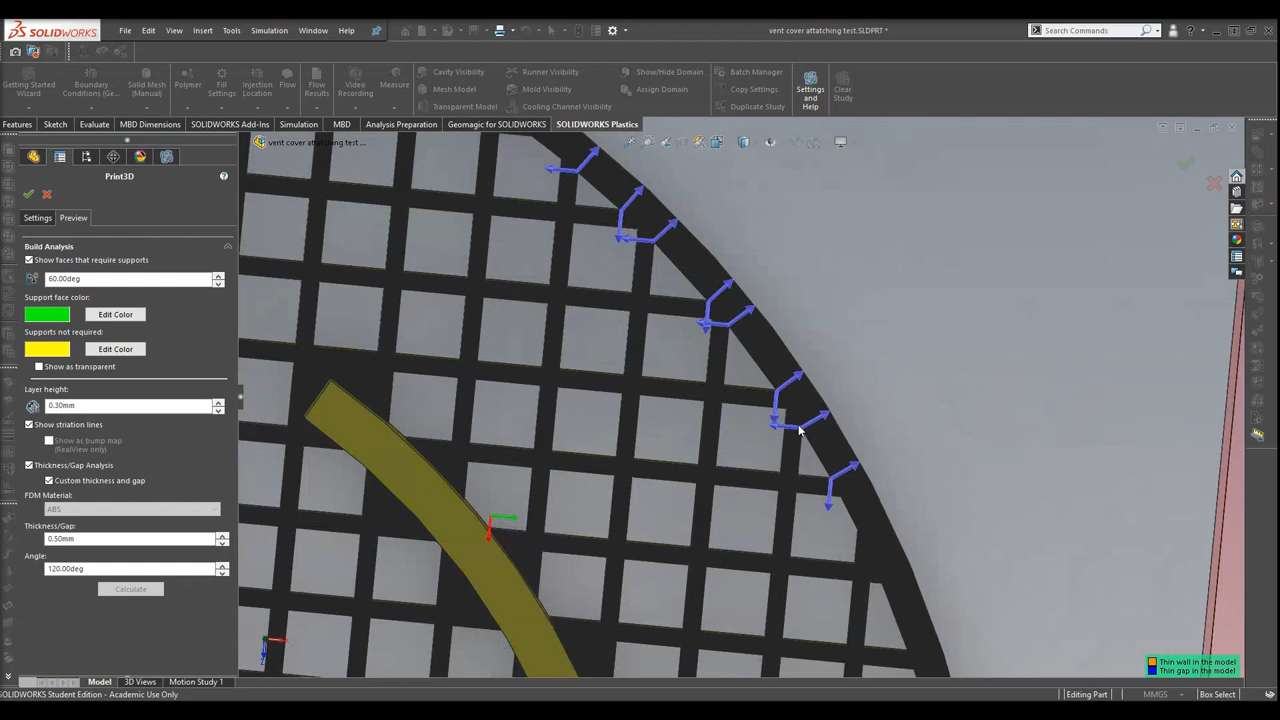 SOLIDWORKS File Edit View Insert Tools Simulation Window Help vent cover attatching test.SLDPRT * Search Commands
Getting Started Wizard
Boundary Conditions (Ge...
Solid Mesh (Manual)
Polymer
Fill Settings
Injection Location
Flow
Flow Results
Video Recording
Measure
Cavity Visibility Runner Visibility Show/Hide Domain Batch Manager
Mesh Model Mold Visibility Assign Domain Copy Settings
Transparent Model Cooling Channel Visibility Duplicate Study
Settings and Help
Clear Study
Features Sketch Evaluate MBD Dimensions SOLIDWORKS Add-Ins Simulation MBD Analysis Preparation Geomagic for SOLIDWORKS SOLIDWORKS Plastics
vent cover attatching test ...
Print3D
Settings Preview
Build Analysis
Show faces that require supports
60.00deg
Support face color:
Edit Color
Supports not required:
Edit Color
Show as transparent
Layer height:
0.30mm
Show striation lines
Show as bump map
(RealView only)
Thickness/Gap Analysis
Custom thickness and gap
FDM Material:
ABS
Thickness/Gap:
0.50mm
Angle:
120.00deg
Calculate
Thin wall in the model
Thin gap in the model
Model 3D Views Motion Study 1
SOLIDWORKS Student Edition - Academic Use Only Editing Part MMGS Box Select